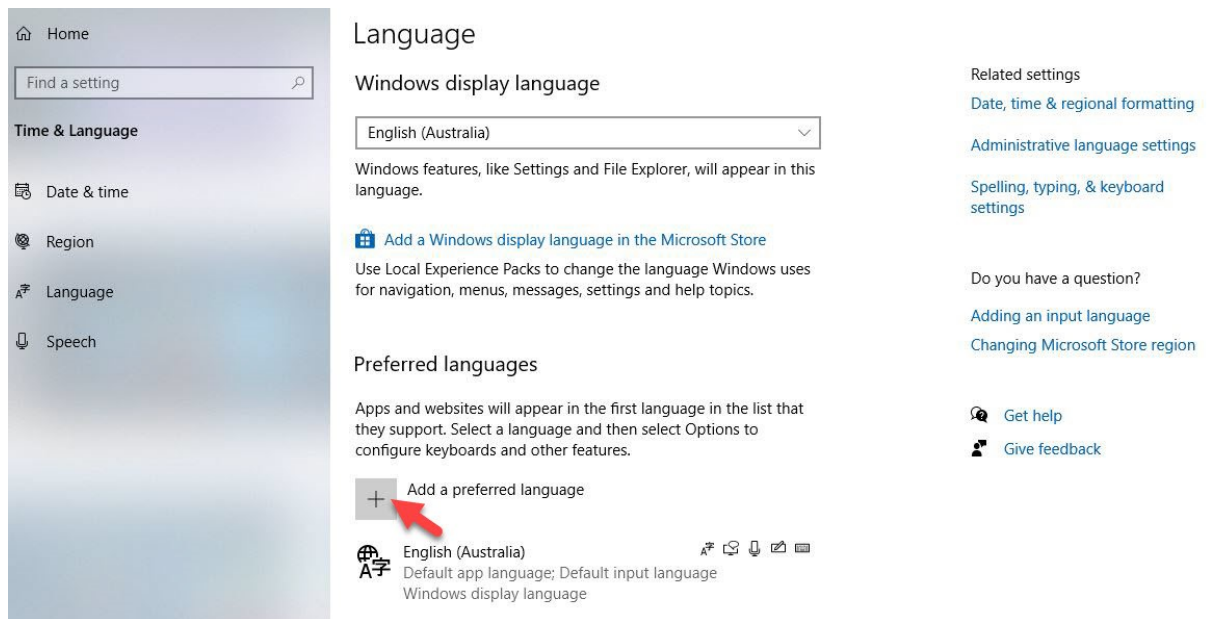 Home
Find a setting
Time & Language
Date & time
Region
Language
Speech
Language
Windows display language
English (Australia)
Windows features, like Settings and File Explorer, will appear in this
language.
Add a Windows display language in the Microsoft Store
Use Local Experience Packs to change the language Windows uses
for navigation, menus, messages, settings and help topics.
Preferred languages
Apps and websites will appear in the first language in the list that
they support. Select a language and then select Options to
configure keyboards and other features.
Add a preferred language
English (Australia)
Default app language; Default input language
Windows display language
Related settings
Date, time & regional formatting
Administrative language settings
Spelling, typing, & keyboard
settings
Do you have a question?
Adding an input language
Changing Microsoft Store region
Get help
Give feedback